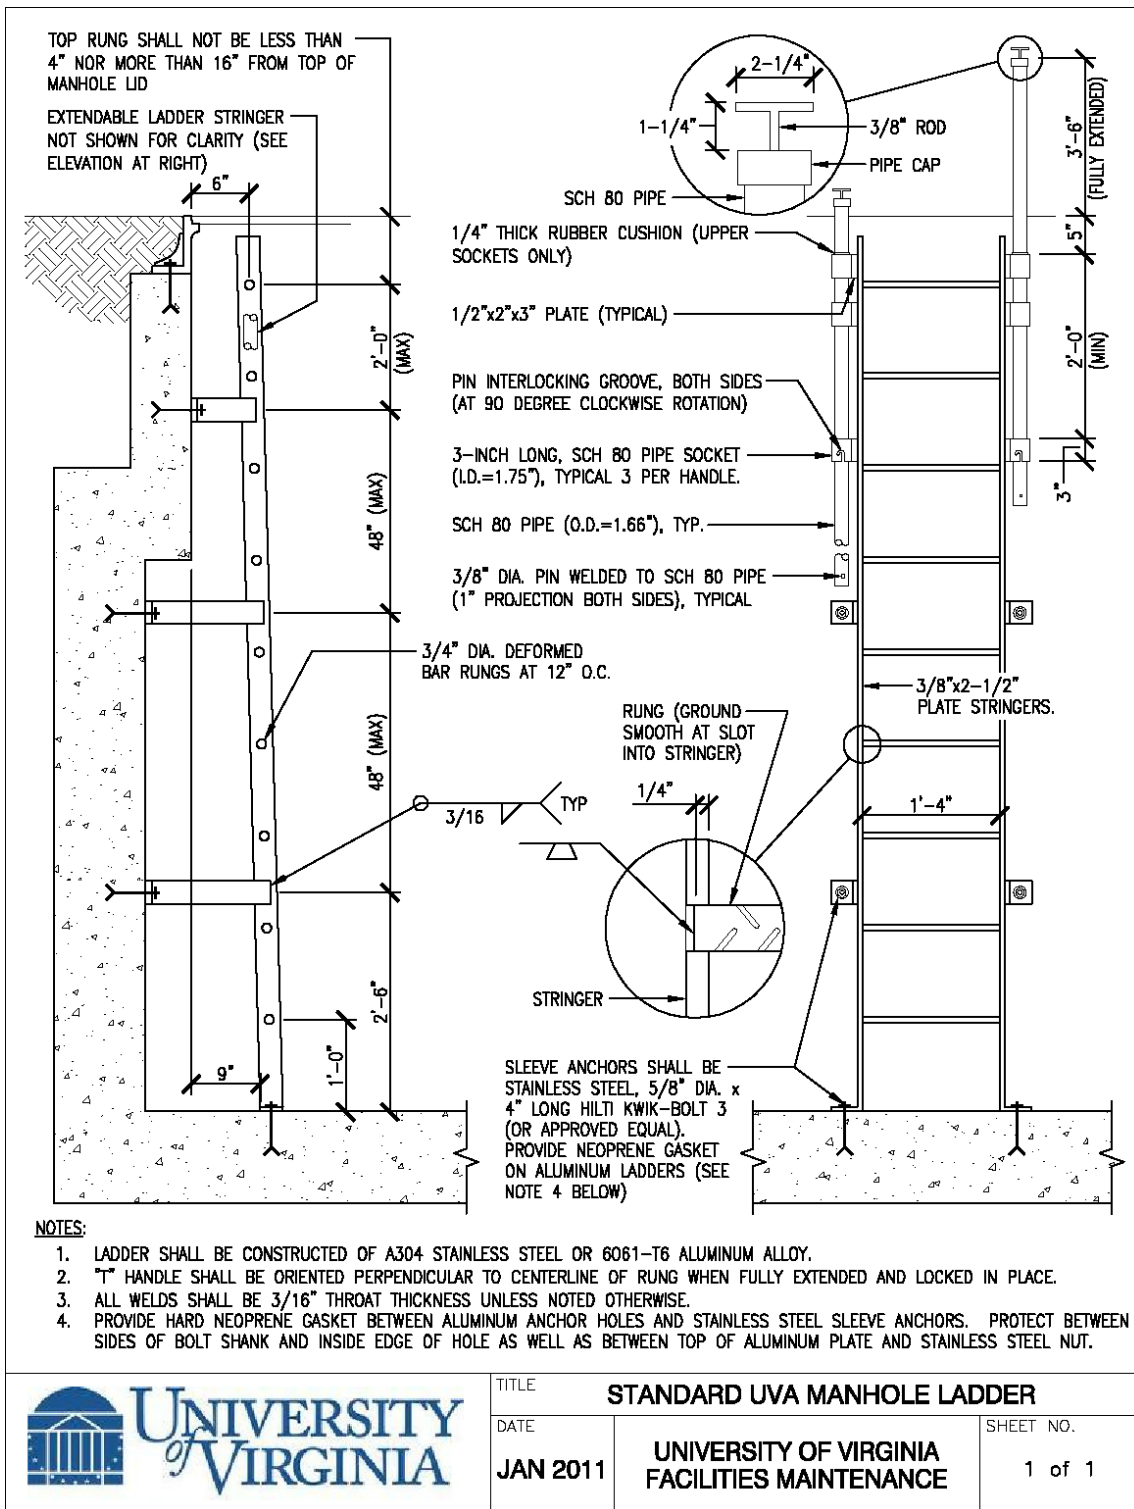 TOP RUNG SHALL NOT BE LESS THAN
4" NOR MORE THAN 16" FROM TOP OF
MANHOLE LID
EXTENDABLE LADDER STRINGER
NOT SHOWN FOR CLARITY (SEE
ELEVATION AT RIGHT)
6"
2'-0"
(MAX)
48" (MAX)
48" (MAX)
2'-6"
1'-0"
9"
3/4" DIA. DEFORMED
BAR RUNGS AT 12" O.C.
3/16
TYP
2-1/4"
1-1/4"
3/8" ROD
PIPE CAP
SCH 80 PIPE
1/4" THICK RUBBER CUSHION (UPPER
SOCKETS ONLY)
1/2"x2"x3" PLATE (TYPICAL)
PIN INTERLOCKING GROOVE, BOTH SIDES
(AT 90 DEGREE CLOCKWISE ROTATION)
3-INCH LONG, SCH 80 PIPE SOCKET
(I.D.=1.75"), TYPICAL 3 PER HANDLE.
SCH 80 PIPE (O.D.=1.66"), TYP.
3/8" DIA. PIN WELDED TO SCH 80 PIPE
(1" PROJECTION BOTH SIDES), TYPICAL
3'-6"
(FULLY EXTENDED)
5"
2'-0"
(MIN)
3"
3/8"x2-1/2"
PLATE STRINGERS.
RUNG (GROUND
SMOOTH AT SLOT
INTO STRINGER)
1/4"
1'-4"
STRINGER
SLEEVE ANCHORS SHALL BE
STAINLESS STEEL, 5/8" DIA. x
4" LONG HILTI KWIK-BOLT 3
(OR APPROVED EQUAL).
PROVIDE NEOPRENE GASKET
ON ALUMINUM LADDERS (SEE
NOTE 4 BELOW)
NOTES:
1. LADDER SHALL BE CONSTRUCTED OF A304 STAINLESS STEEL OR 6061-T6 ALUMINUM ALLOY.
2. "T" HANDLE SHALL BE ORIENTED PERPENDICULAR TO CENTERLINE OF RUNG WHEN FULLY EXTENDED AND LOCKED IN PLACE.
3. ALL WELDS SHALL BE 3/16" THROAT THICKNESS UNLESS NOTED OTHERWISE.
4. PROVIDE HARD NEOPRENE GASKET BETWEEN ALUMINUM ANCHOR HOLES AND STAINLESS STEEL SLEEVE ANCHORS. PROTECT BETWEEN
SIDES OF BOLT SHANK AND INSIDE EDGE OF HOLE AS WELL AS BETWEEN TOP OF ALUMINUM PLATE AND STAINLESS STEEL NUT.
UNIVERSITY
of VIRGINIA
TITLE
STANDARD UVA MANHOLE LADDER
DATE
JAN 2011
UNIVERSITY OF VIRGINIA
FACILITIES MAINTENANCE
SHEET NO.
1 of 1